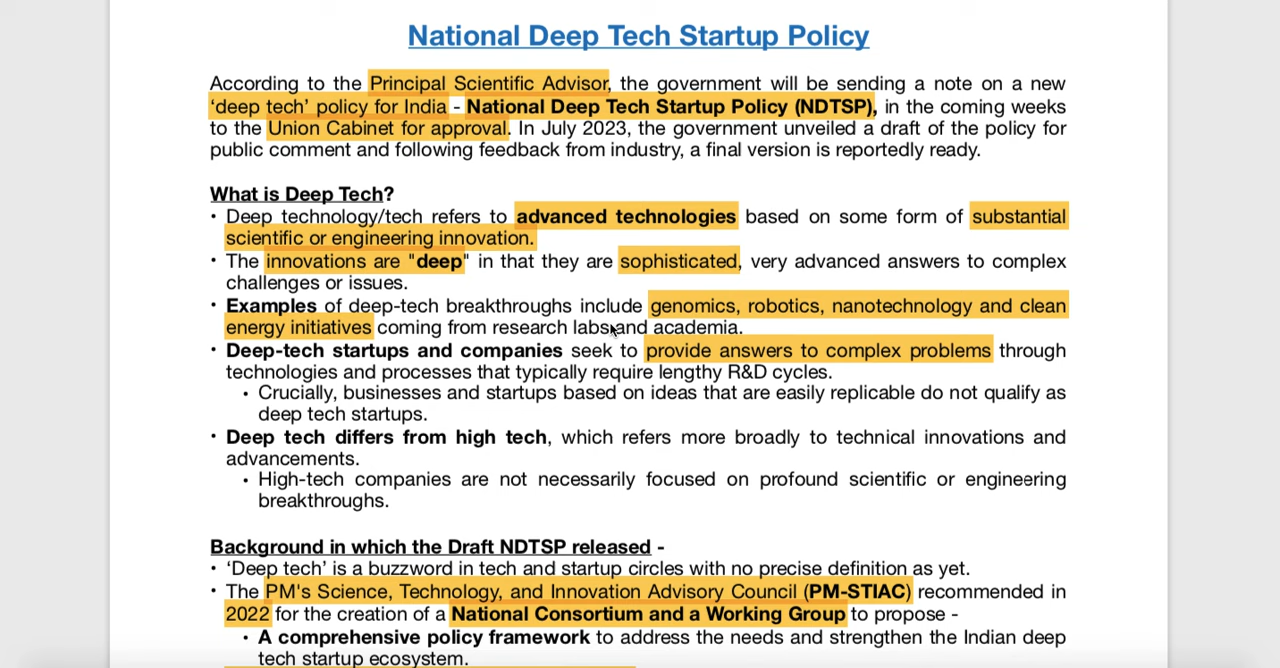 National Deep Tech Startup Policy
According to the Principal Scientific Advisor, the government will be sending a note on a new
‘deep tech’ policy for India - National Deep Tech Startup Policy (NDTSP), in the coming weeks
to the Union Cabinet for approval. In July 2023, the government unveiled a draft of the policy for
public comment and following feedback from industry, a final version is reportedly ready.
What is Deep Tech?
• Deep technology/tech refers to advanced technologies based on some form of substantial
scientific or engineering innovation.
• The innovations are "deep" in that they are sophisticated, very advanced answers to complex
challenges or issues.
• Examples of deep-tech breakthroughs include genomics, robotics, nanotechnology and clean
energy initiatives coming from research labs and academia.
• Deep-tech startups and companies seek to provide answers to complex problems through
technologies and processes that typically require lengthy R&D cycles.
• Crucially, businesses and startups based on ideas that are easily replicable do not qualify as
deep tech startups.
• Deep tech differs from high tech, which refers more broadly to technical innovations and
advancements.
• High-tech companies are not necessarily focused on profound scientific or engineering
breakthroughs.
Background in which the Draft NDTSP released -
• ‘Deep tech’ is a buzzword in tech and startup circles with no precise definition as yet.
• The PM's Science, Technology, and Innovation Advisory Council (PM-STIAC) recommended in
2022 for the creation of a National Consortium and a Working Group to propose -
• A comprehensive policy framework to address the needs and strengthen the Indian deep
tech startup ecosystem.